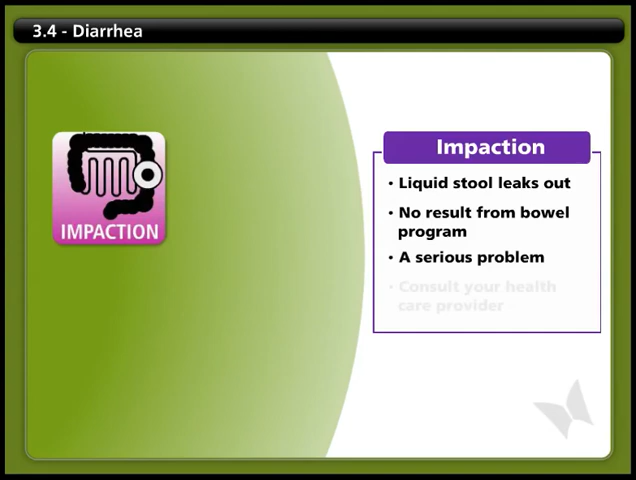 3.4 - Diarrhea
IMPACTION
Impaction
• Liquid stool leaks out
• No result from bowel
program
• A serious problem
• Consult your health
care provider